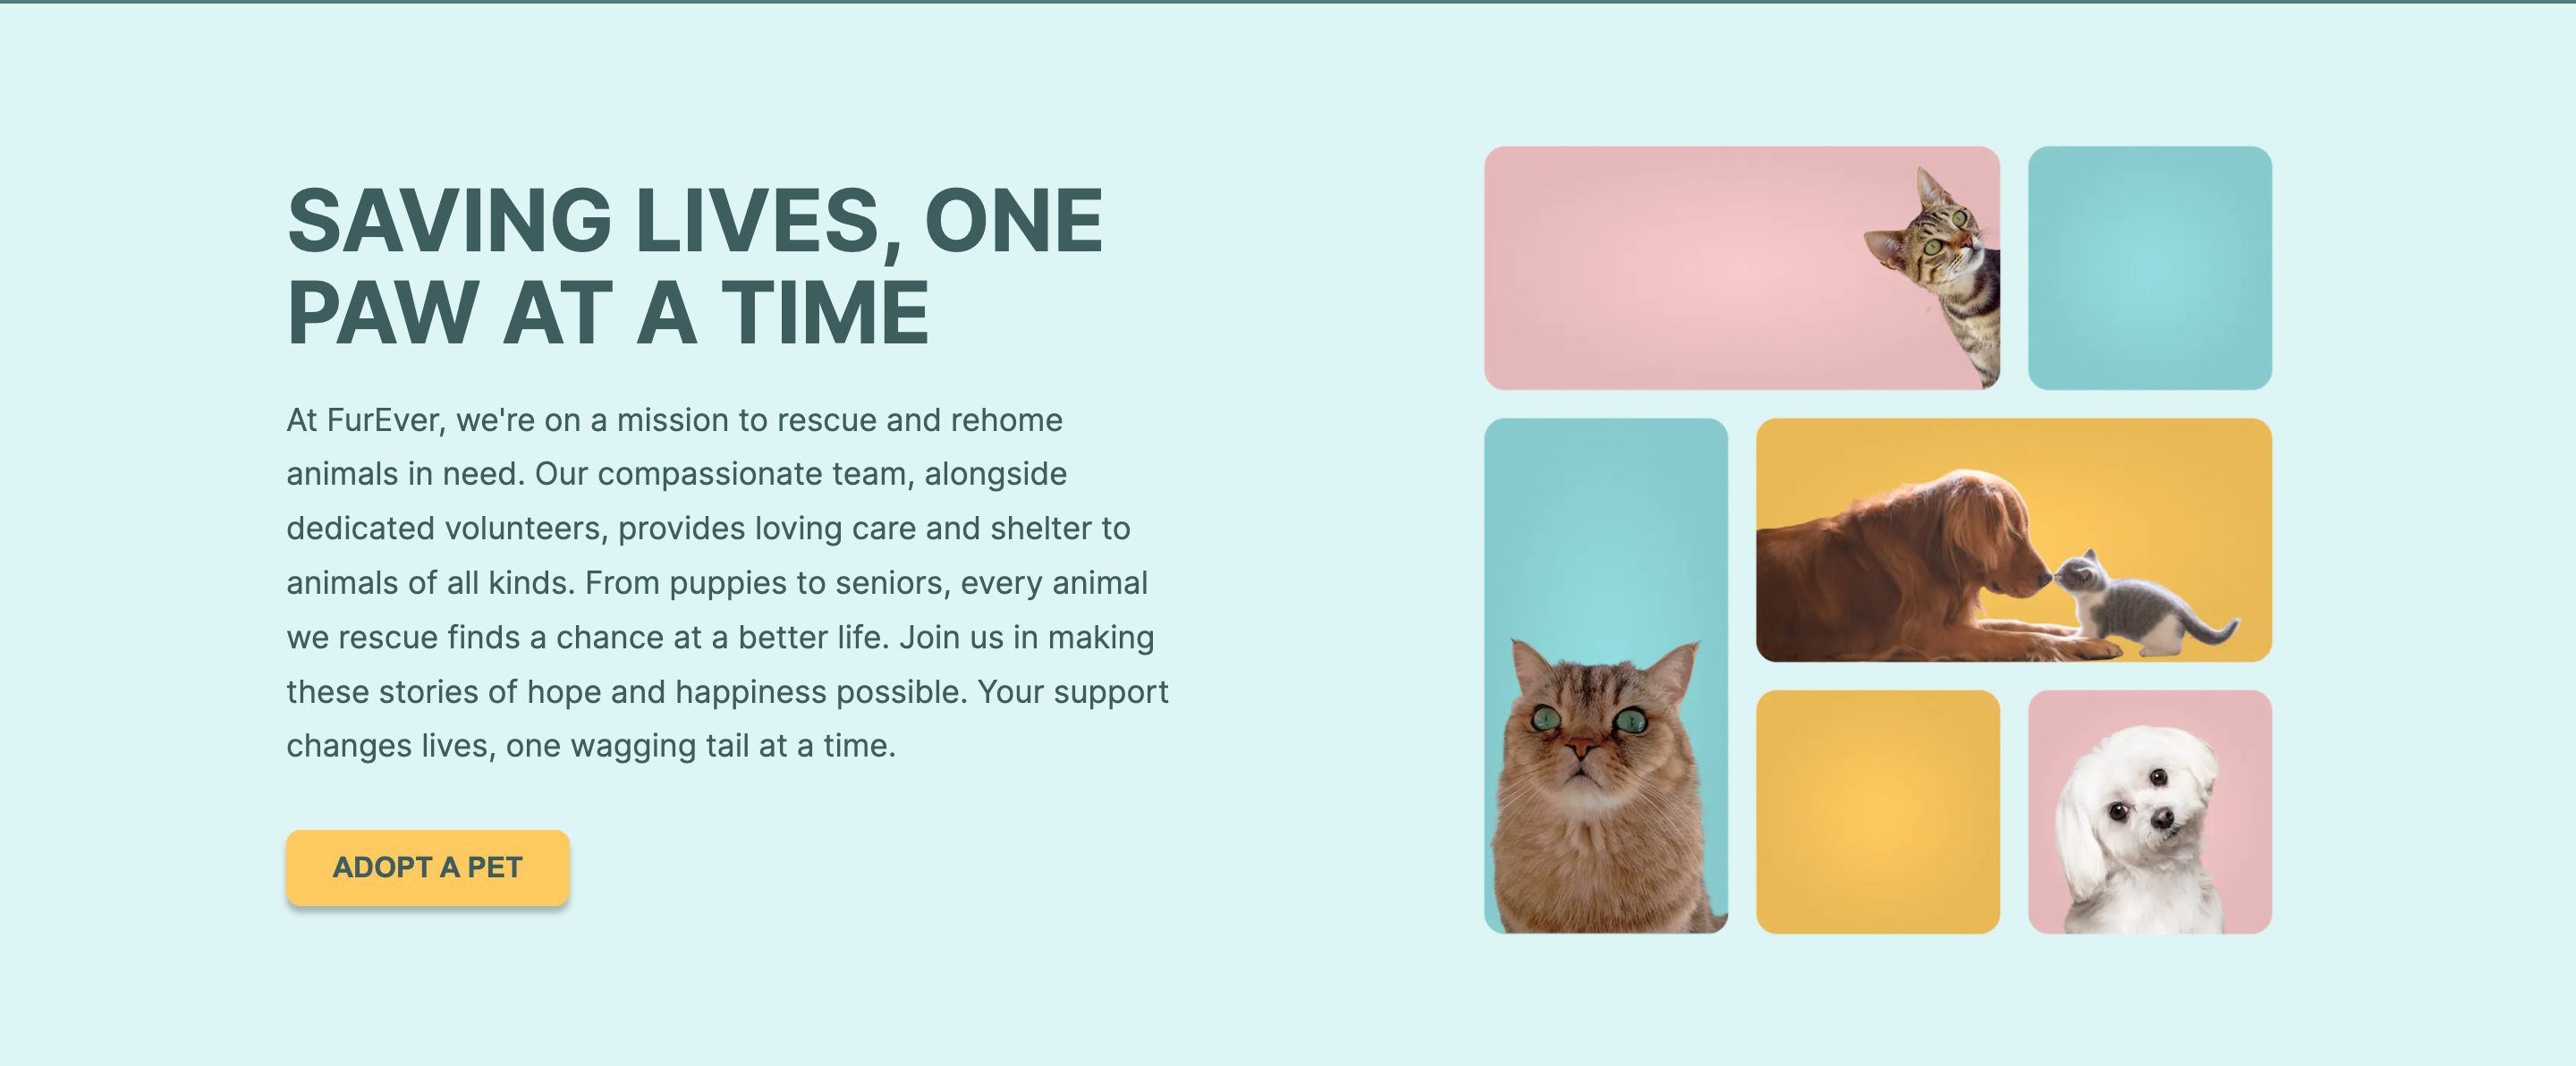 SAVING LIVES, ONE
PAW AT A TIME
At FurEver, we're on a mission to rescue and rehome
animals in need. Our compassionate team, alongside
dedicated volunteers, provides loving care and shelter to
animals of all kinds. From puppies to seniors, every animal
we rescue finds a chance at a better life. Join us in making
these stories of hope and happiness possible. Your support
changes lives, one wagging tail at a time.
ADOPT A PET